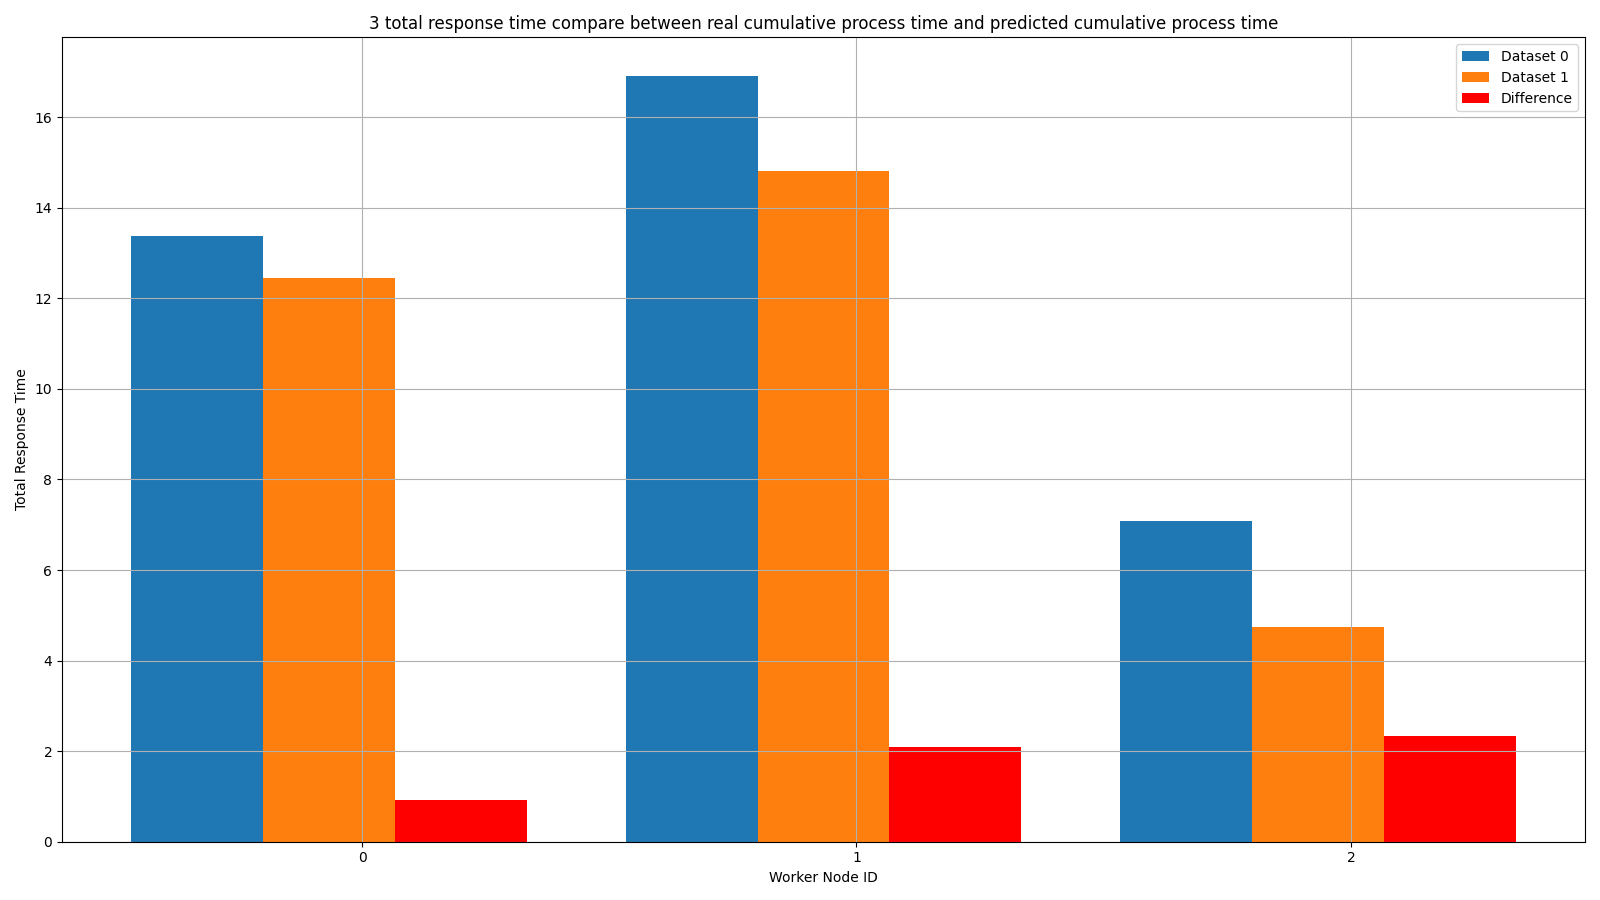 3 total response time compare between real cumulative process time and predicted cumulative process time
Dataset 0
Dataset 1
Difference
Total Response Time
16
14
12
10
8
6
4
2
0
0 1 2
Worker Node ID